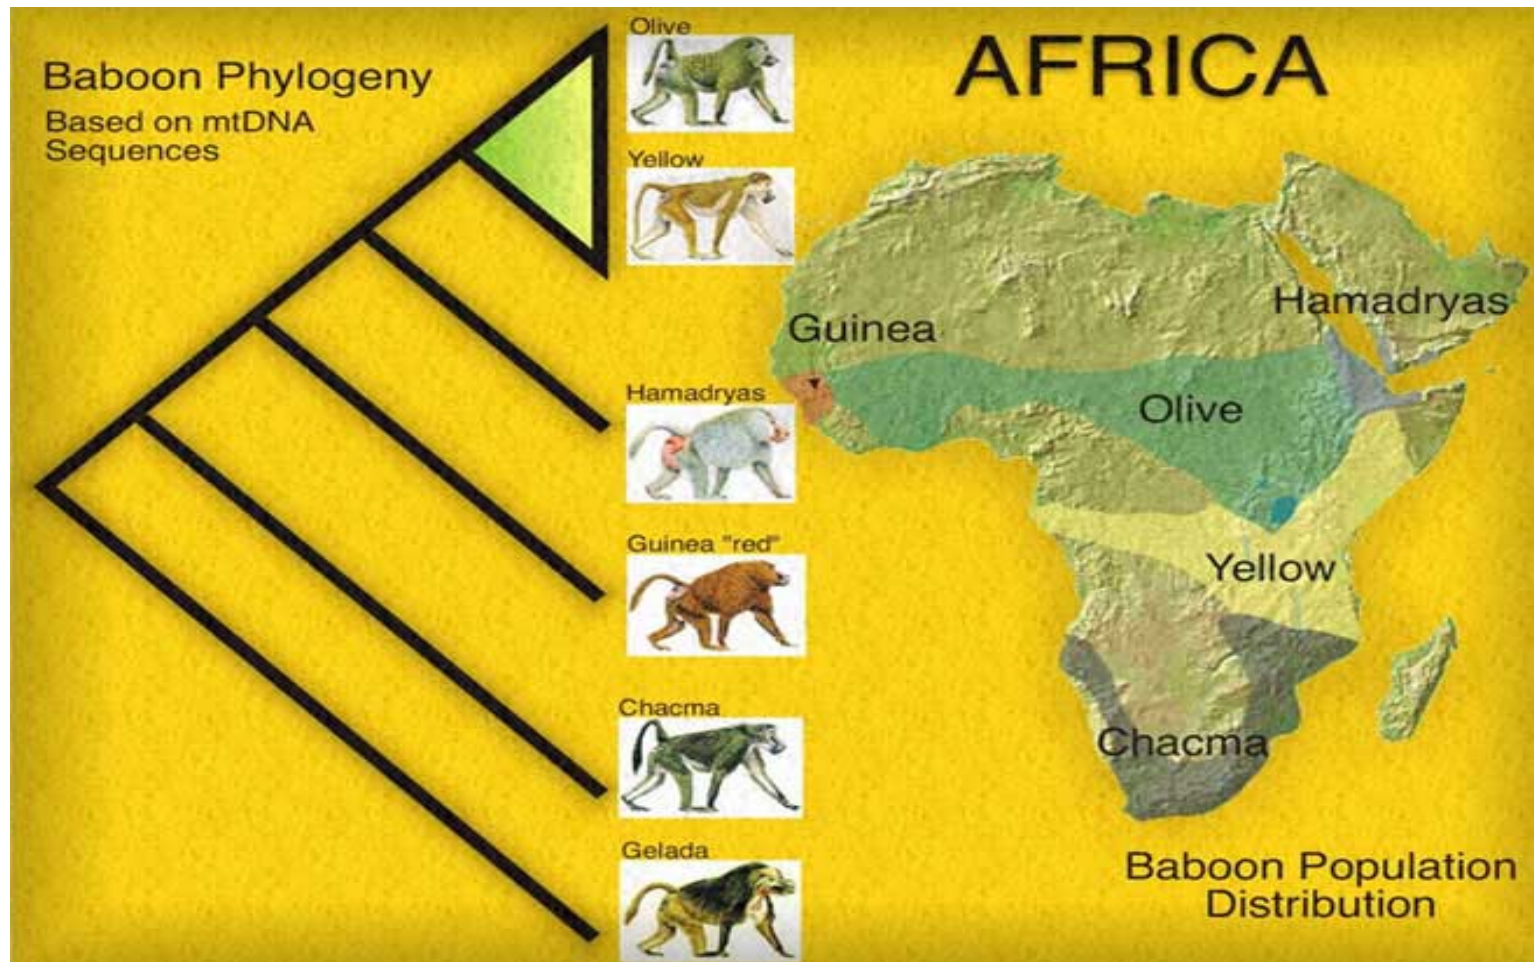 Baboon Phylogeny
Based on mtDNA
Sequences
Olive
Yellow
Hamadryas
Guinea "red"
Chacma
Gelada
AFRICA
Guinea
Hamadryas
Olive
Yellow
Chacma
Baboon Population
Distribution